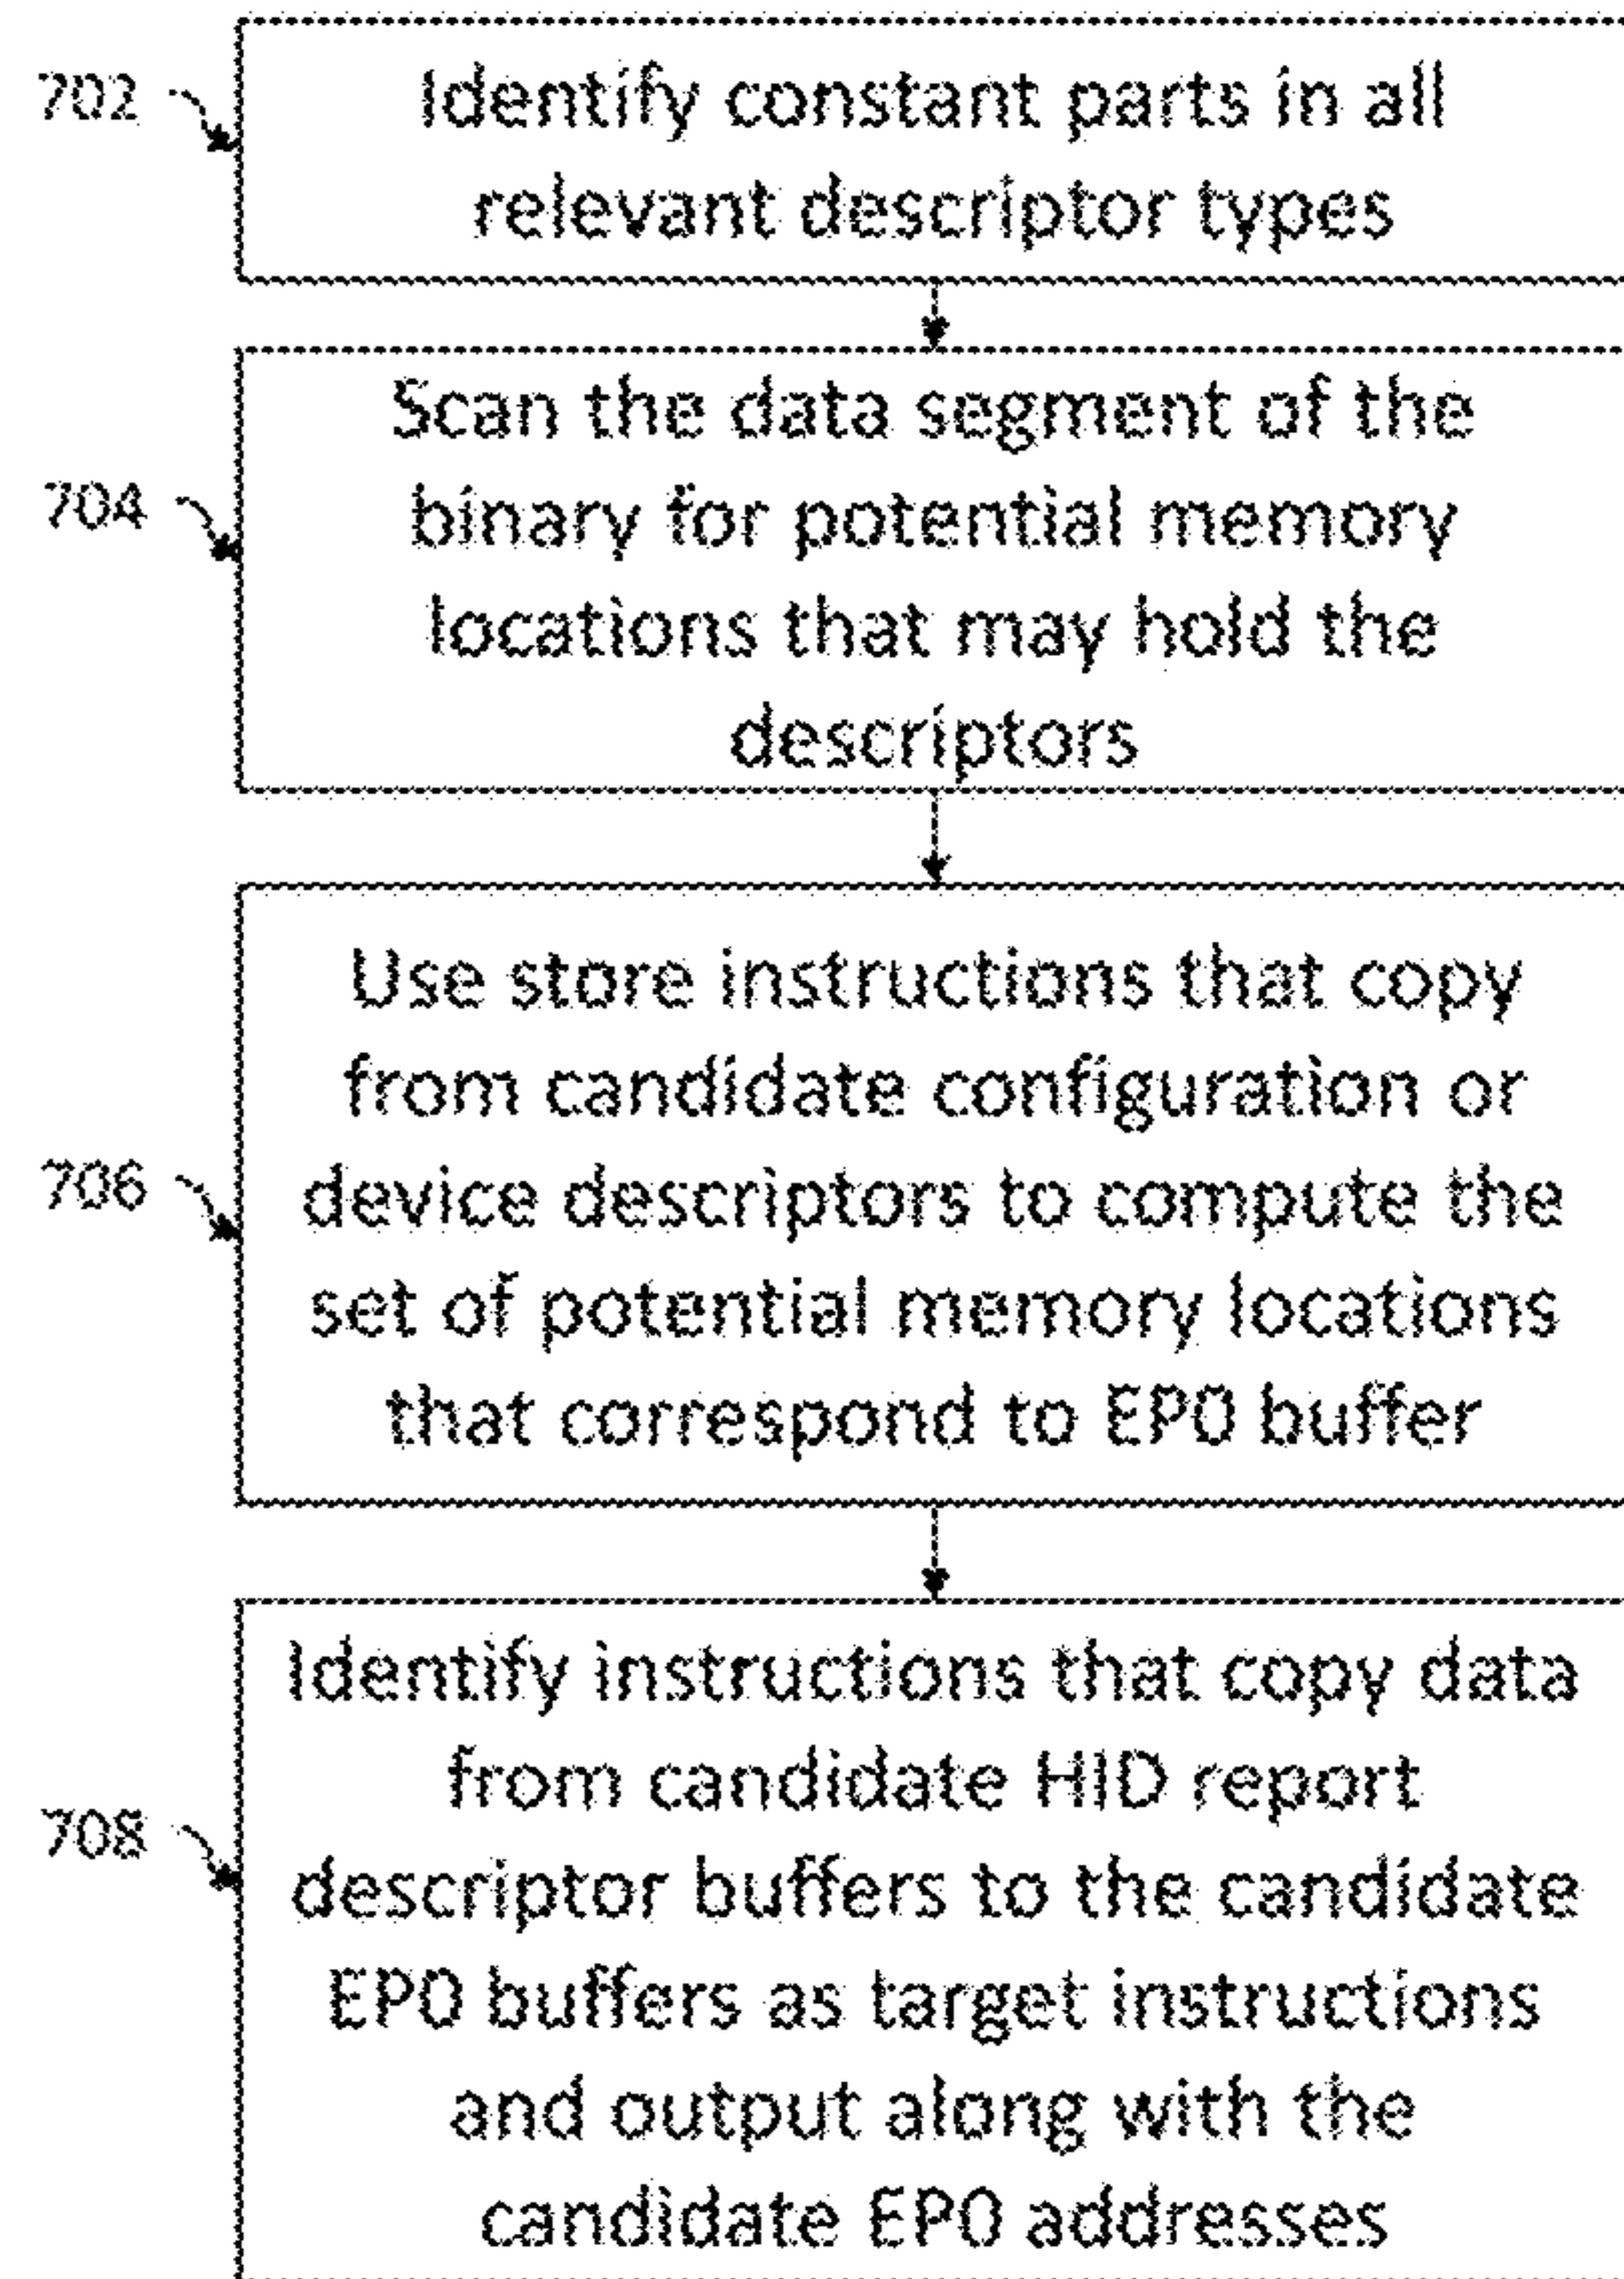 702
Identify constant parts in all
relevant descriptor types
704
Scan the data segment of the
binary for potential memory
locations that may hold the
descriptors
706
Use store instructions that copy
from candidate configuration or
device descriptors to compute the
set of potential memory locations
that correspond to EP0 buffer
708
Identify instructions that copy data
from candidate HID report
descriptor buffers to the candidate
EP0 buffers as target instructions
and output along with the
candidate EP0 addresses